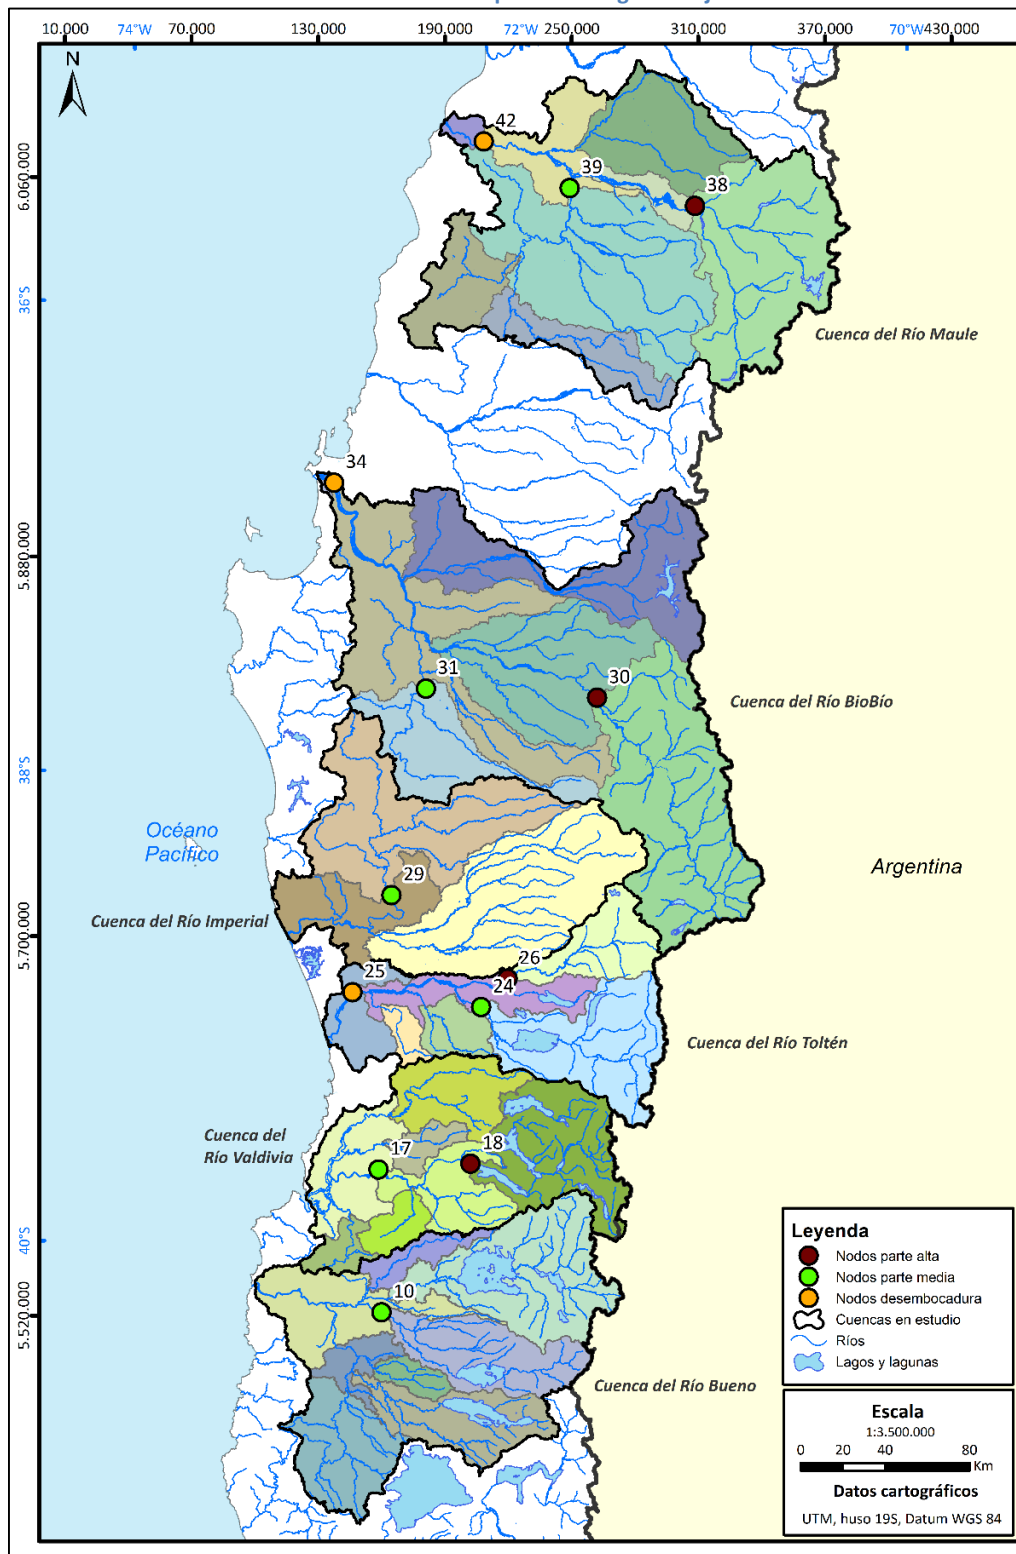 10.000 74°W 70.000 130.000 190.000 72°W 250.000 310.000 370.000 70°W 430.000
N
42
6.060.000
39
38
36°S
Cuenca del Río Maule
34
5.880.000
31
30
Cuenca del Río BioBío
38°S
Océano
Pacífico
Argentina
29
Cuenca del Río Imperial
5.700.000
26
25
24
Cuenca del Río Toltén
Cuenca del
Río Valdivia
17
18
40°S
10
5.520.000
Cuenca del Río Bueno
Leyenda
Nodos parte alta
Nodos parte media
Nodos desembocadura
Cuencas en estudio
Ríos
Lagos y lagunas
Escala
1:3.500.000
0 20 40 80
Km
Datos cartográficos
UTM, huso 19S, Datum WGS 84